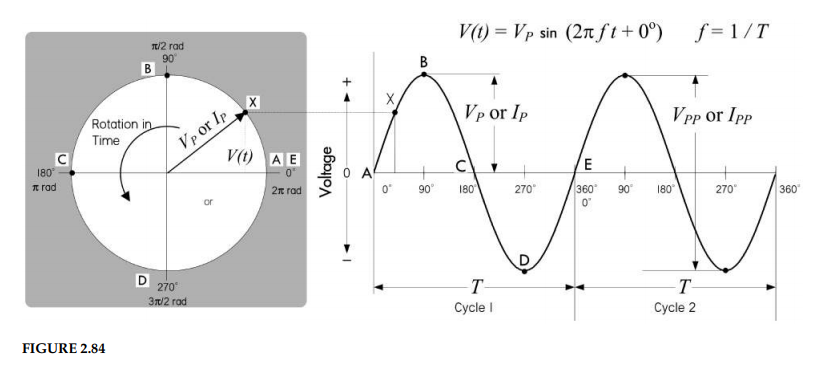 V(t) = V_P sin (2π f t + 0°)    f = 1 / T
π/2 rad
90°
B
X
Rotation in
Time
V_P or I_P
V(t)
C
180°
π rad
A E
0°
2π rad
or
D
270°
3π/2 rad
Voltage
+
0
−
A
X
B
V_P or I_P
C
D
E
V_PP or I_PP
0° 90° 180° 270° 360° 90° 180° 270° 360°
0°
T T
Cycle 1 Cycle 2
FIGURE 2.84